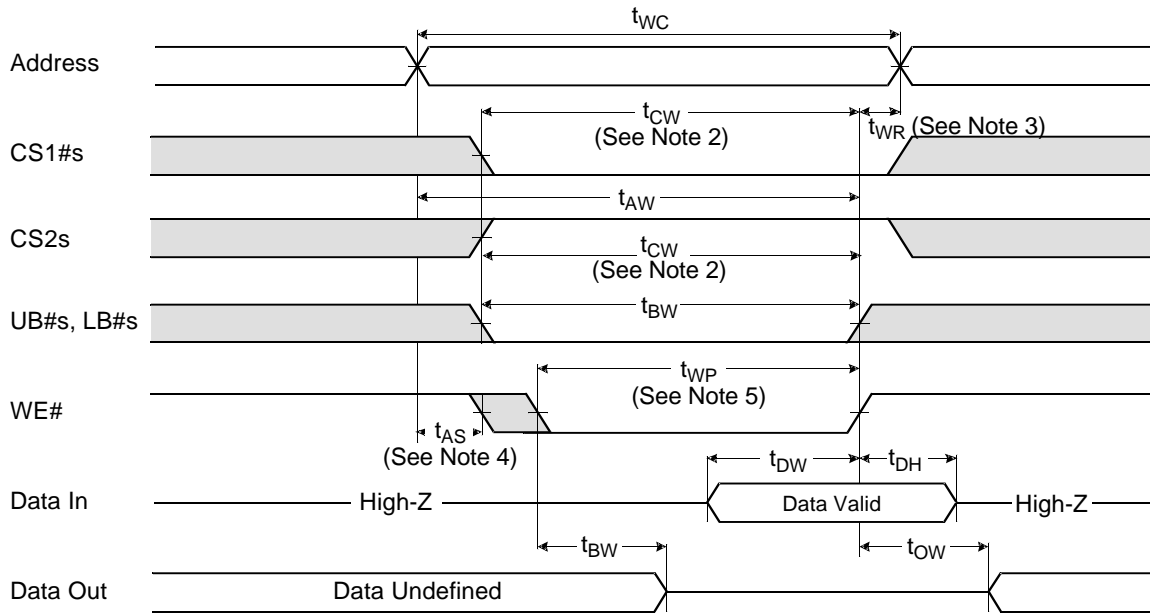 tWC
Address
tCW
(See Note 2)
tWR (See Note 3)
CS1#s
tAW
CS2s
tCW
(See Note 2)
tBW
UB#s, LB#s
tWP
(See Note 5)
WE#
tAS
(See Note 4)
tDW
tDH
Data In
High-Z
Data Valid
High-Z
tBW
tOW
Data Out
Data Undefined